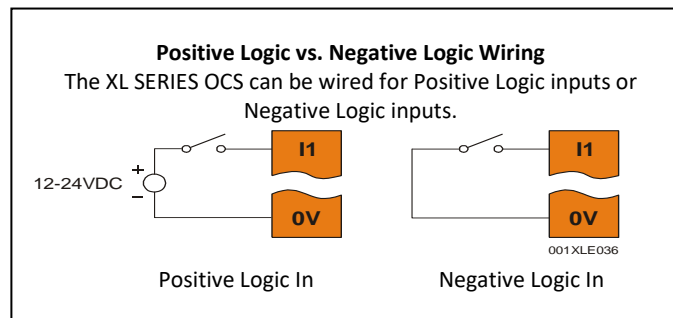 Positive Logic vs. Negative Logic Wiring
The XL SERIES OCS can be wired for Positive Logic inputs or
Negative Logic inputs.
I1
+
12-24VDC
–
0V
I1
0V
001XLE036
Positive Logic In
Negative Logic In